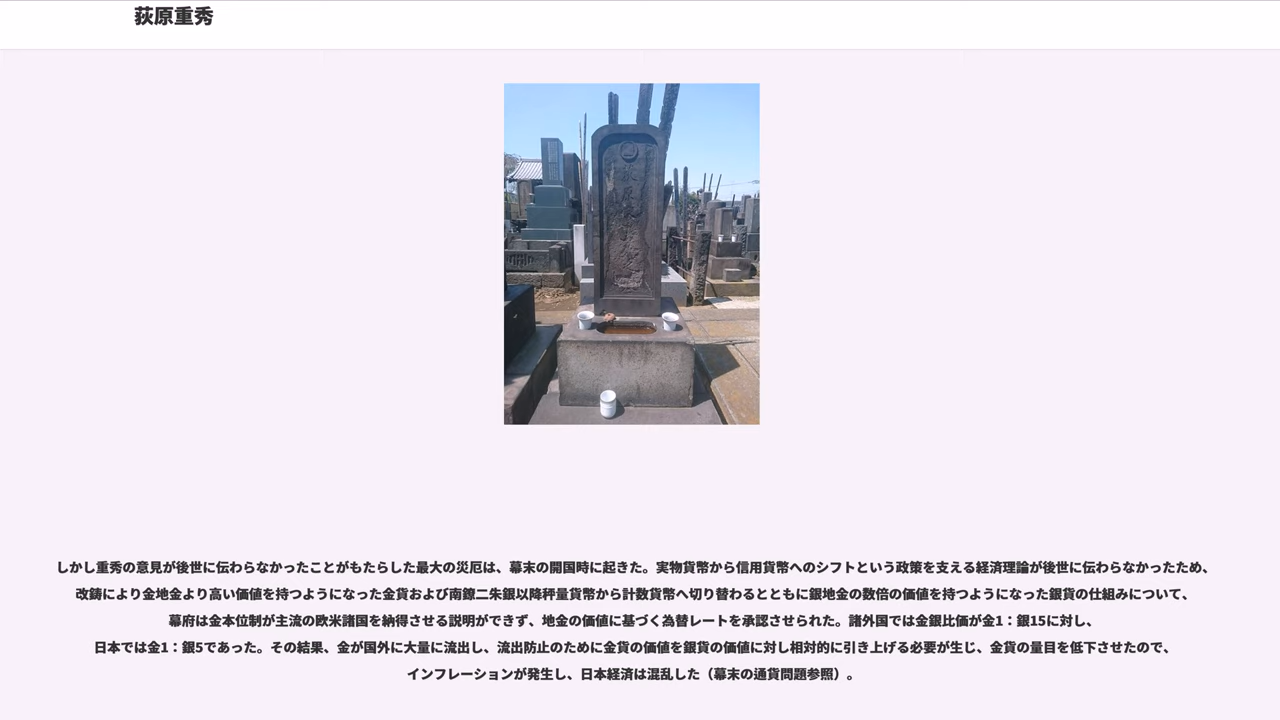 荻原重秀
しかし重秀の意見が後世に伝わらなかったことがもたらした最大の災厄は、幕末の開国時に起きた。実物貨幣から信用貨幣へのシフトという政策を支える経済理論が後世に伝わらなかったため、
改鋳により金地金より高い価値を持つようになった金貨および南鐐二朱銀以降秤量貨幣から計数貨幣へ切り替わるとともに銀地金の数倍の価値を持つようになった銀貨の仕組みについて、
幕府は金本位制が主流の欧米諸国を納得させる説明ができず、地金の価値に基づく為替レートを承認させられた。諸外国では金銀比価が金1：銀15に対し、
日本では金1：銀5であった。その結果、金が国外に大量に流出し、流出防止のために金貨の価値を銀貨の価値に対し相対的に引き上げる必要が生じ、金貨の量目を低下させたので、
インフレーションが発生し、日本経済は混乱した（幕末の通貨問題参照）。